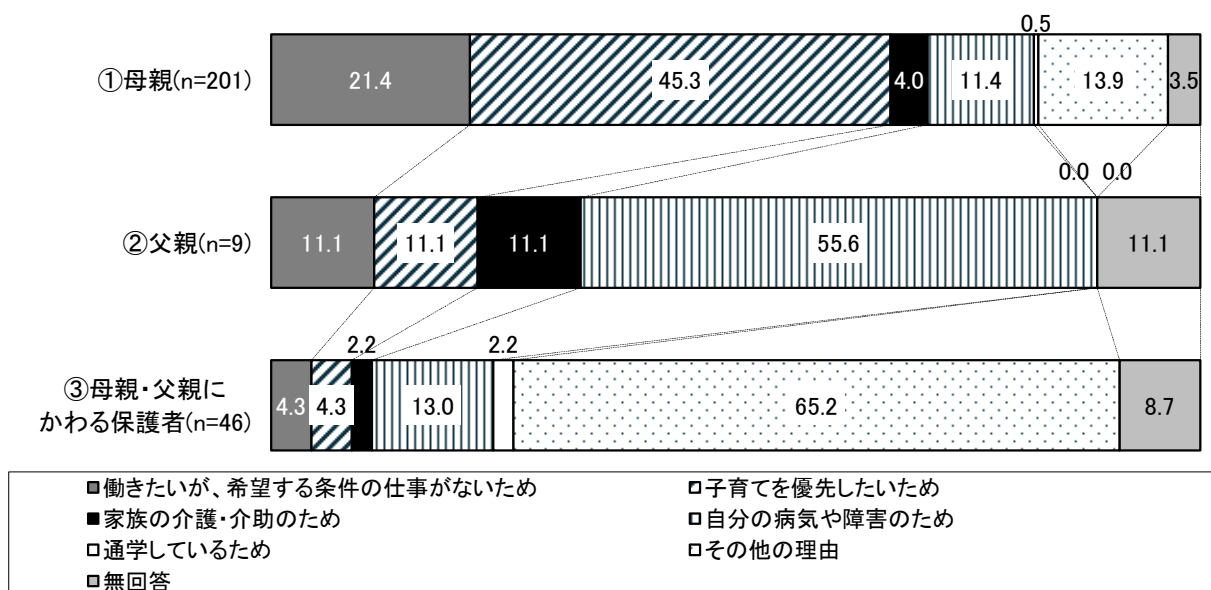 0.5
①母親(n=201)
21.4 45.3 4.0 11.4 13.9 3.5
0.0 0.0
②父親(n=9)
11.1 11.1 11.1 55.6 11.1
2.2 2.2
③母親・父親に
かわる保護者(n=46)
4.3 4.3 13.0 65.2 8.7
働きたいが、希望する条件の仕事がないため
子育てを優先したいため
家族の介護・介助のため
自分の病気や障害のため
通学しているため
その他の理由
無回答